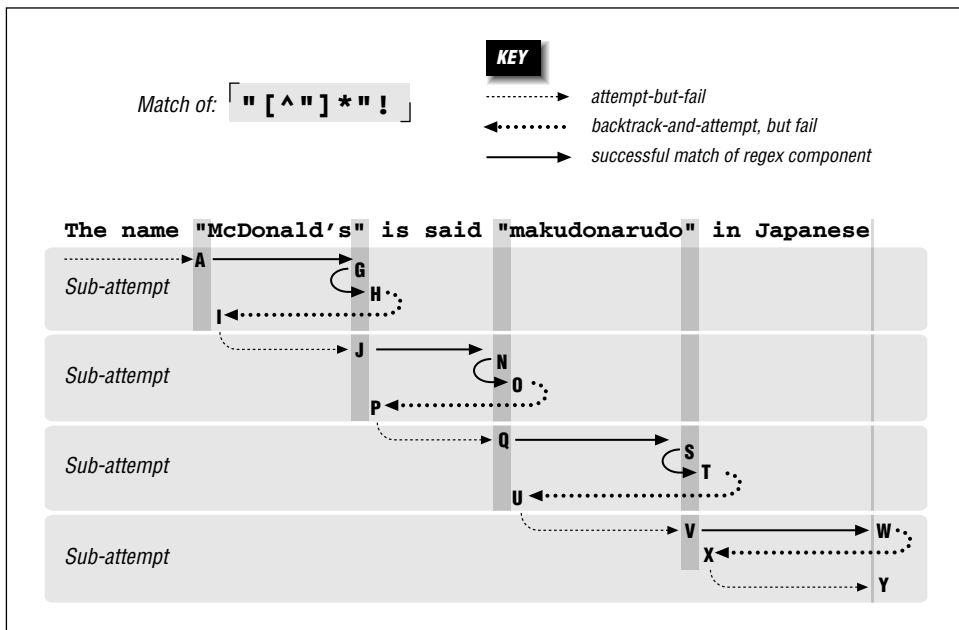 KEY
Match of: "[^"]*"!
attempt-but-fail
backtrack-and-attempt, but fail
successful match of regex component
The name "McDonald’s" is said "makudonarudo" in Japanese
A
G
Sub-attempt
H
I
J
N
Sub-attempt
O
P
Q
S
Sub-attempt
T
U
V W
X
Sub-attempt
Y